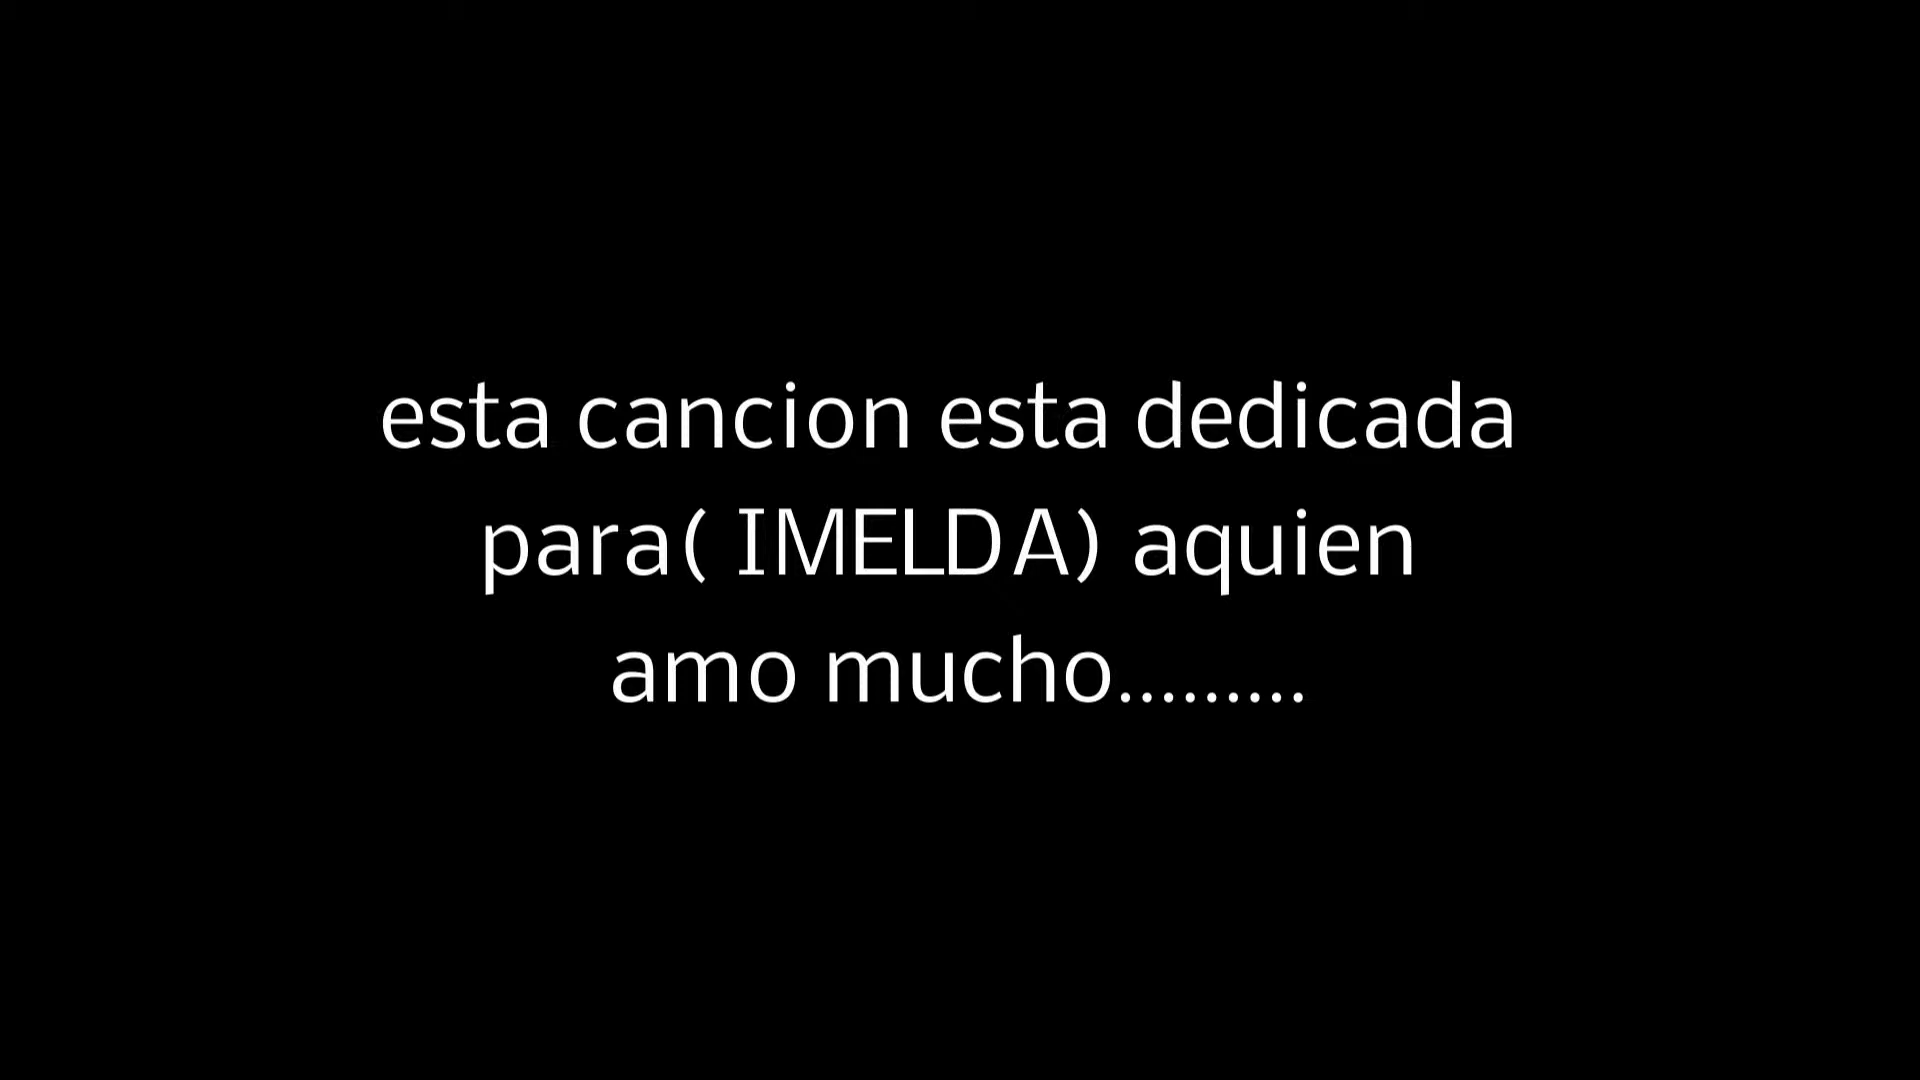 esta cancion esta dedicada
para( IMELDA) aquien
amo mucho.........